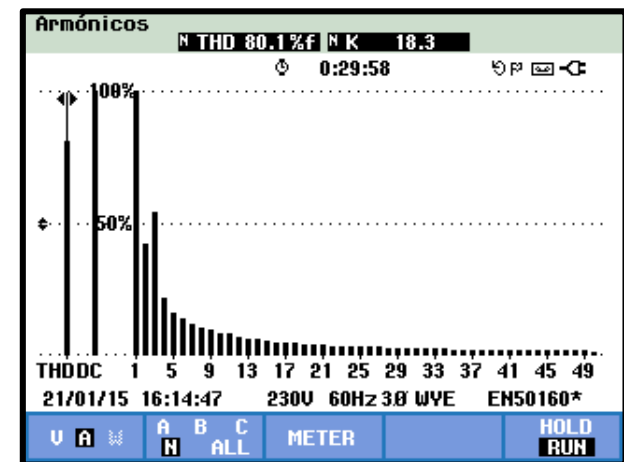 Armónicos
N THD 80.1%f N K 18.3
0:29:58
100%
50%
THDDC 1 5 9 13 17 21 25 29 33 37 41 45 49
21/01/15 16:14:47 230V 60Hz 3Ø WYE EN50160*
V A W
A B C
N ALL
METER
HOLD
RUN